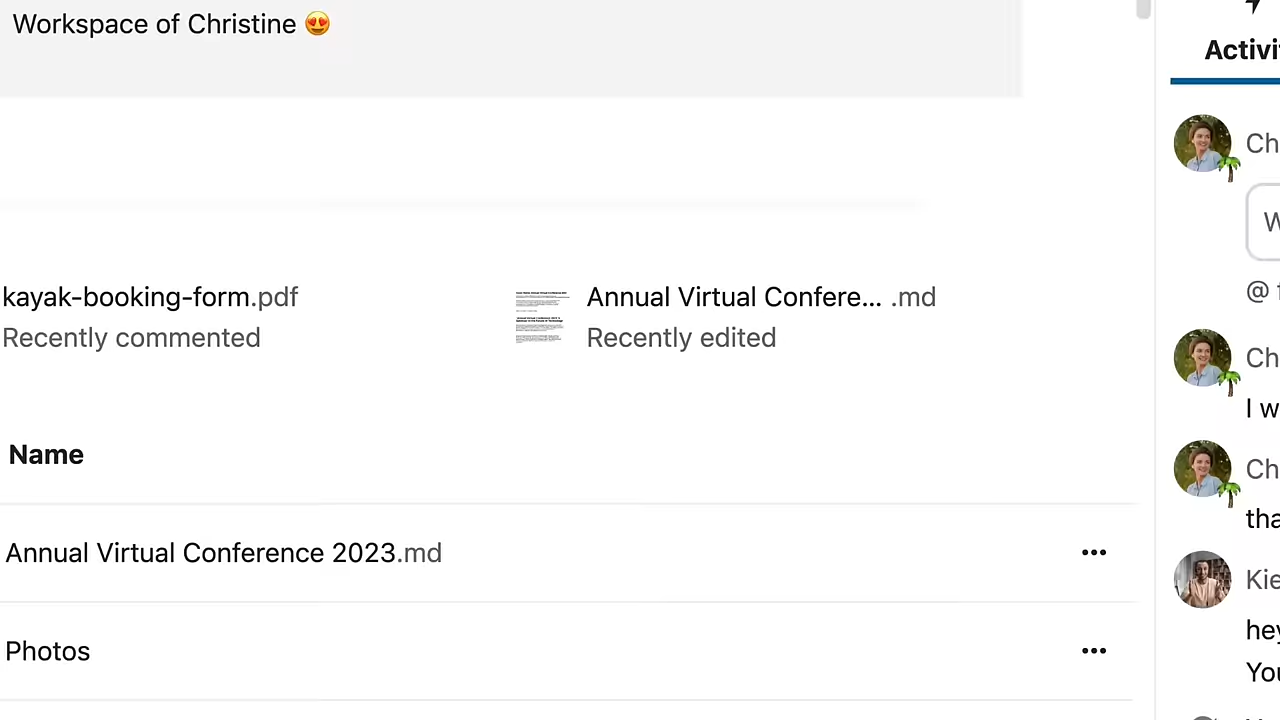 Workspace of Christine 😍
kayak-booking-form.pdf
Recently commented
Annual Virtual Confere... .md
Recently edited
Name
Annual Virtual Conference 2023.md
Photos
Activi
Ch
W
@
Ch
I w
Ch
tha
Kie
hey
You